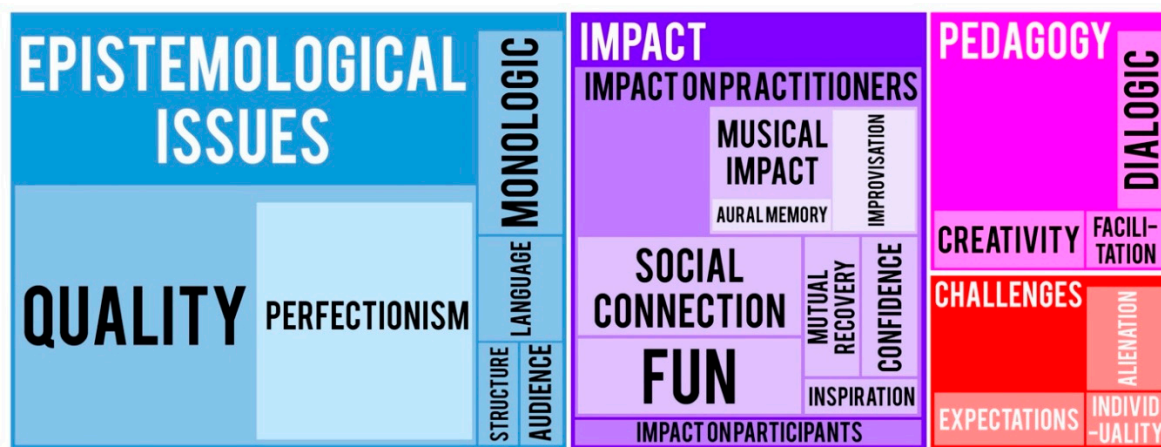 EPISTEMOLOGICAL
ISSUES
MONOLOGIC
QUALITY
PERFECTIONISM
LANGUAGE
STRUCTURE
AUDIENCE
IMPACT
IMPACT ON PRACTITIONERS
MUSICAL
IMPACT
AURAL MEMORY
IMPROVISATION
SOCIAL
CONNECTION
MUTUAL
RECOVERY
CONFIDENCE
FUN
INSPIRATION
IMPACT ON PARTICIPANTS
PEDAGOGY
DIALOGIC
CREATIVITY
FACILI-
TATION
CHALLENGES
ALIENATION
EXPECTATIONS
INDIVID
-UALITY